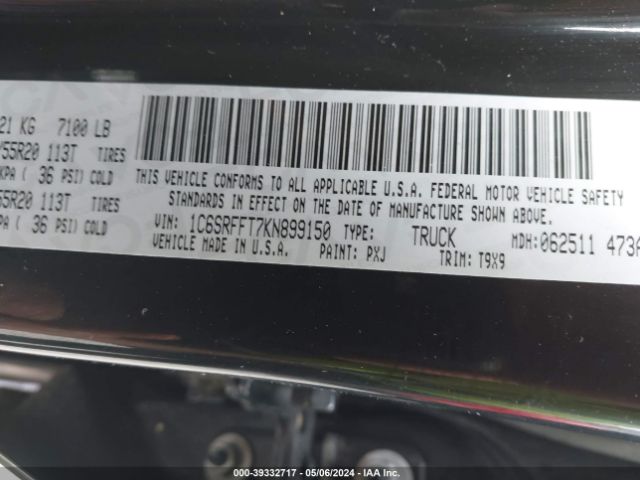 21 KG 7100 LB
/55R20 113T TIRES
KPA ( 36 PSI) COLD
55R20 113T TIRES
PA ( 36 PSI) COLD
THIS VEHICLE CONFORMS TO ALL APPLICABLE U.S.A. FEDERAL MOTOR VEHICLE SAFETY
STANDARDS IN EFFECT ON THE DATE OF MANUFACTURE SHOWN ABOVE.
VIN: 1C6SRFFT7KN899150 TYPE: TRUCK MDH: 062511 473A
VEHICLE MADE IN U.S.A. PAINT: PXJ TRIM: T9X9
000-39332717 - 05/06/2024 - IAA Inc.